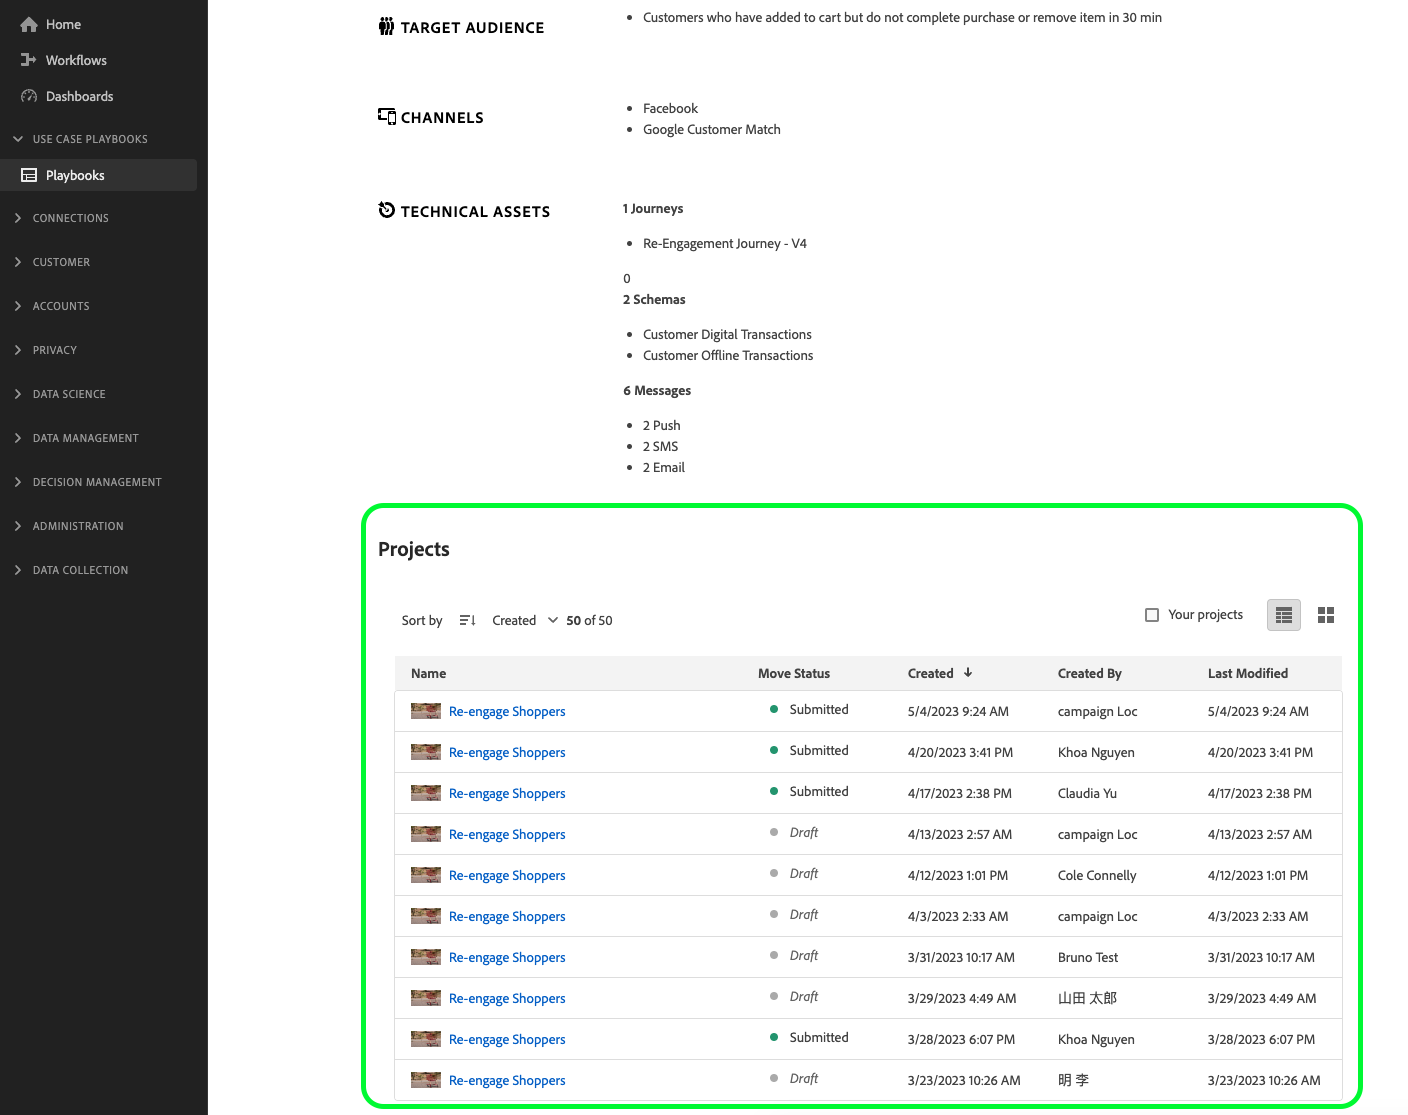 Home
Workflows
Dashboards
USE CASE PLAYBOOKS
Playbooks
CONNECTIONS
CUSTOMER
ACCOUNTS
PRIVACY
DATA SCIENCE
DATA MANAGEMENT
DECISION MANAGEMENT
ADMINISTRATION
DATA COLLECTION
TARGET AUDIENCE
• Customers who have added to cart but do not complete purchase or remove item in 30 min
CHANNELS
• Facebook
• Google Customer Match
TECHNICAL ASSETS
1 Journeys
• Re-Engagement Journey - V4
0
2 Schemas
• Customer Digital Transactions
• Customer Offline Transactions
6 Messages
• 2 Push
• 2 SMS
• 2 Email
Projects
Sort by Created 50 of 50 Your projects
Name Move Status Created Created By Last Modified
Re-engage Shoppers Submitted 5/4/2023 9:24 AM campaign Loc 5/4/2023 9:24 AM
Re-engage Shoppers Submitted 4/20/2023 3:41 PM Khoa Nguyen 4/20/2023 3:41 PM
Re-engage Shoppers Submitted 4/17/2023 2:38 PM Claudia Yu 4/17/2023 2:38 PM
Re-engage Shoppers Draft 4/13/2023 2:57 AM campaign Loc 4/13/2023 2:57 AM
Re-engage Shoppers Draft 4/12/2023 1:01 PM Cole Connelly 4/12/2023 1:01 PM
Re-engage Shoppers Draft 4/3/2023 2:33 AM campaign Loc 4/3/2023 2:33 AM
Re-engage Shoppers Draft 3/31/2023 10:17 AM Bruno Test 3/31/2023 10:17 AM
Re-engage Shoppers Draft 3/29/2023 4:49 AM 山田 太郎 3/29/2023 4:49 AM
Re-engage Shoppers Submitted 3/28/2023 6:07 PM Khoa Nguyen 3/28/2023 6:07 PM
Re-engage Shoppers Draft 3/23/2023 10:26 AM 明 李 3/23/2023 10:26 AM